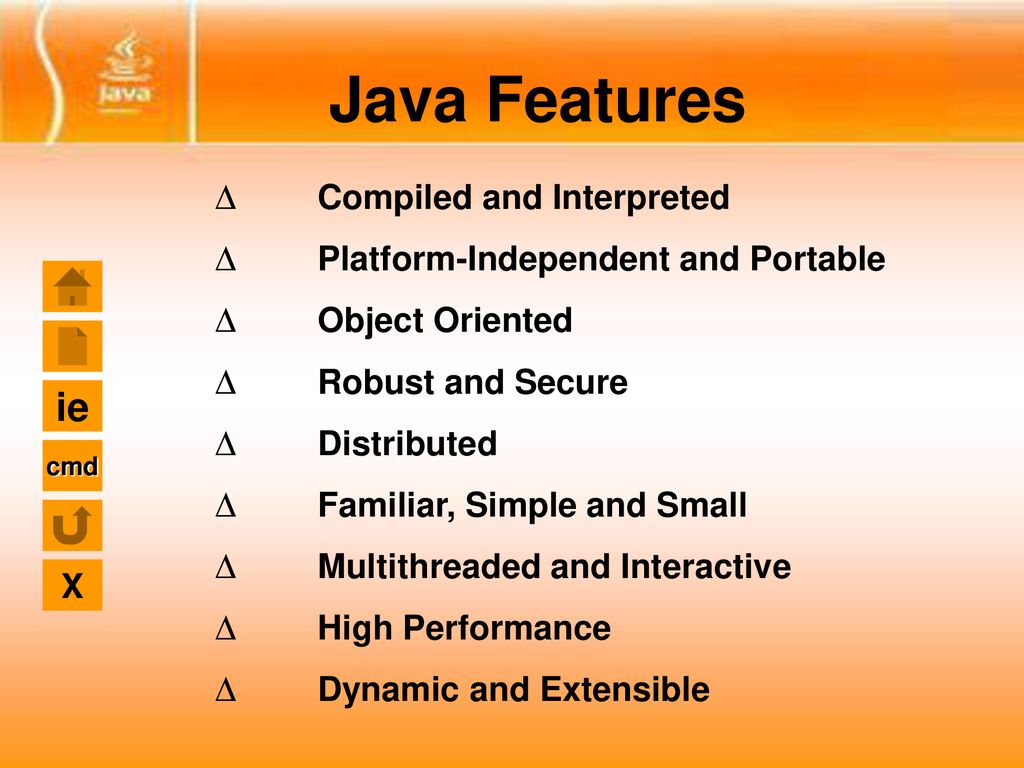 Java
Java Features
Δ Compiled and Interpreted
Δ Platform-Independent and Portable
Δ Object Oriented
Δ Robust and Secure
Δ Distributed
Δ Familiar, Simple and Small
Δ Multithreaded and Interactive
Δ High Performance
Δ Dynamic and Extensible
ie
cmd
X